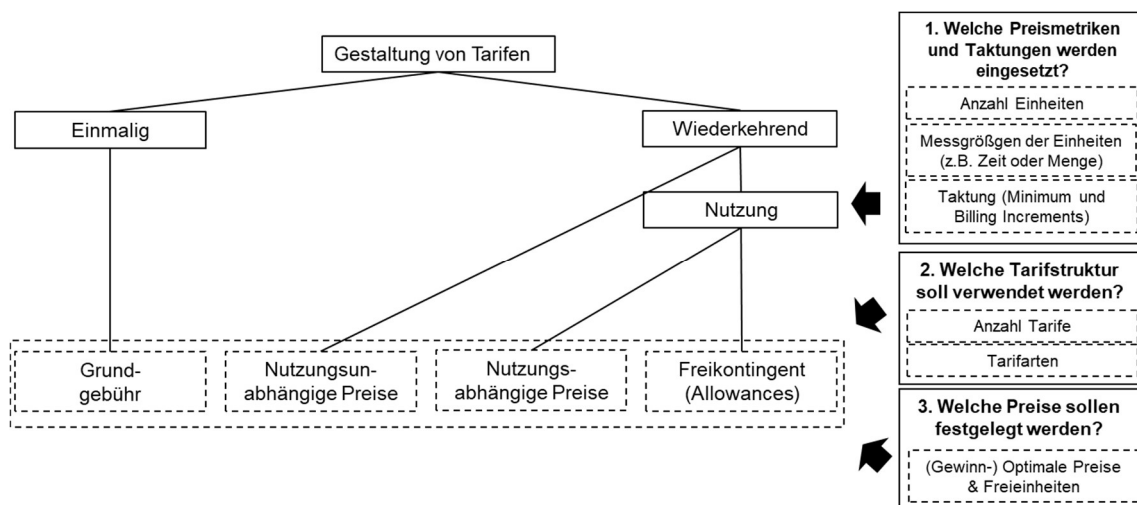 Gestaltung von Tarifen
Einmalig
Wiederkehrend
Nutzung
Grund-
gebühr
Nutzungsun-
abhängige Preise
Nutzungs-
abhängige Preise
Freikontingent
(Allowances)
1. Welche Preismetriken
und Taktungen werden
eingesetzt?
Anzahl Einheiten
Messgrößgen der Einheiten
(z.B. Zeit oder Menge)
Taktung (Minimum und
Billing Increments)
2. Welche Tarifstruktur
soll verwendet werden?
Anzahl Tarife
Tarifarten
3. Welche Preise sollen
festgelegt werden?
(Gewinn-) Optimale Preise
& Freieinheiten